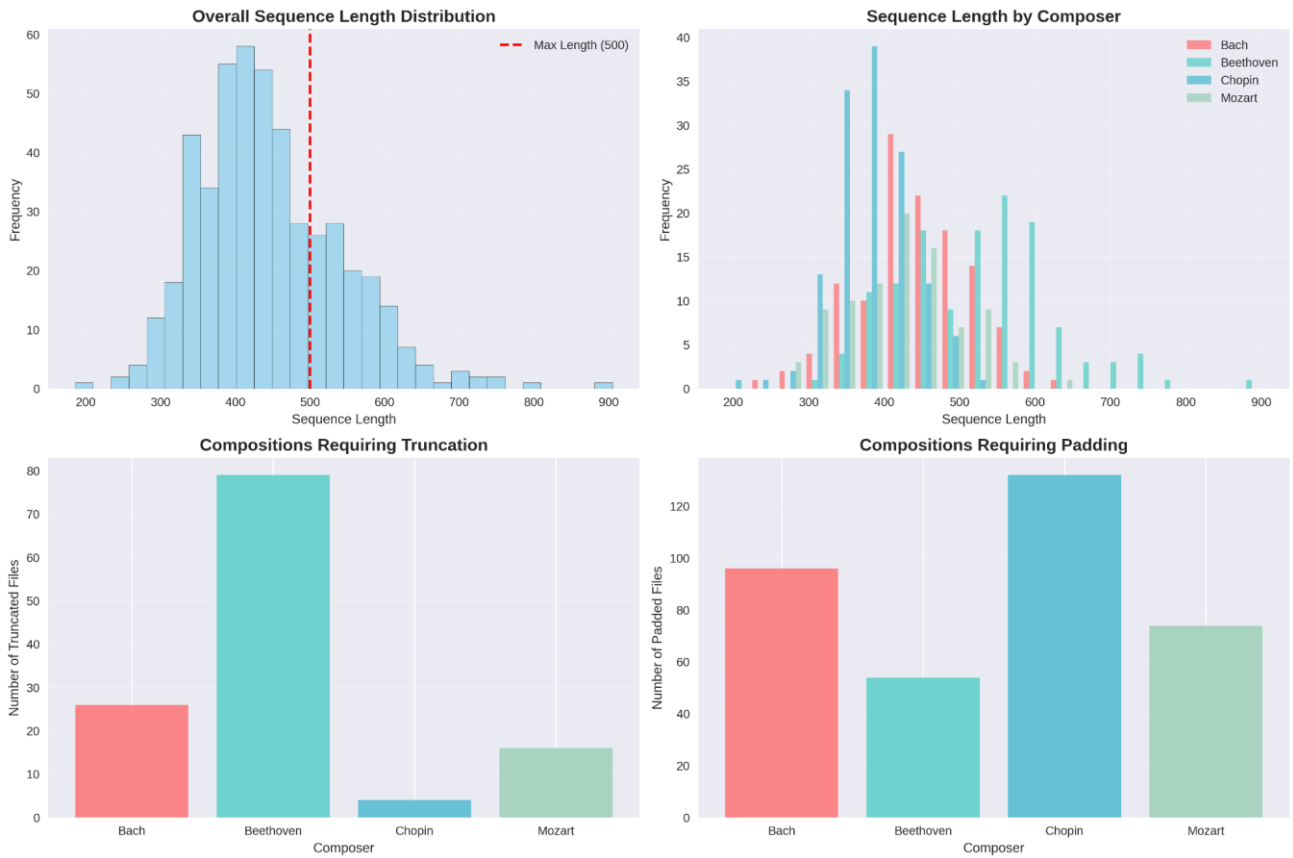 Overall Sequence Length Distribution
60
50
40
30
20
10
0
Frequency
Max Length (500)
200 300 400 500 600 700 800 900
Sequence Length
Sequence Length by Composer
40
35
30
25
20
15
10
5
0
Frequency
Bach
Beethoven
Chopin
Mozart
200 300 400 500 600 700 800 900
Sequence Length
Compositions Requiring Truncation
80
70
60
50
40
30
20
10
0
Number of Truncated Files
Bach Beethoven Chopin Mozart
Composer
Compositions Requiring Padding
120
100
80
60
40
20
0
Number of Padded Files
Bach Beethoven Chopin Mozart
Composer